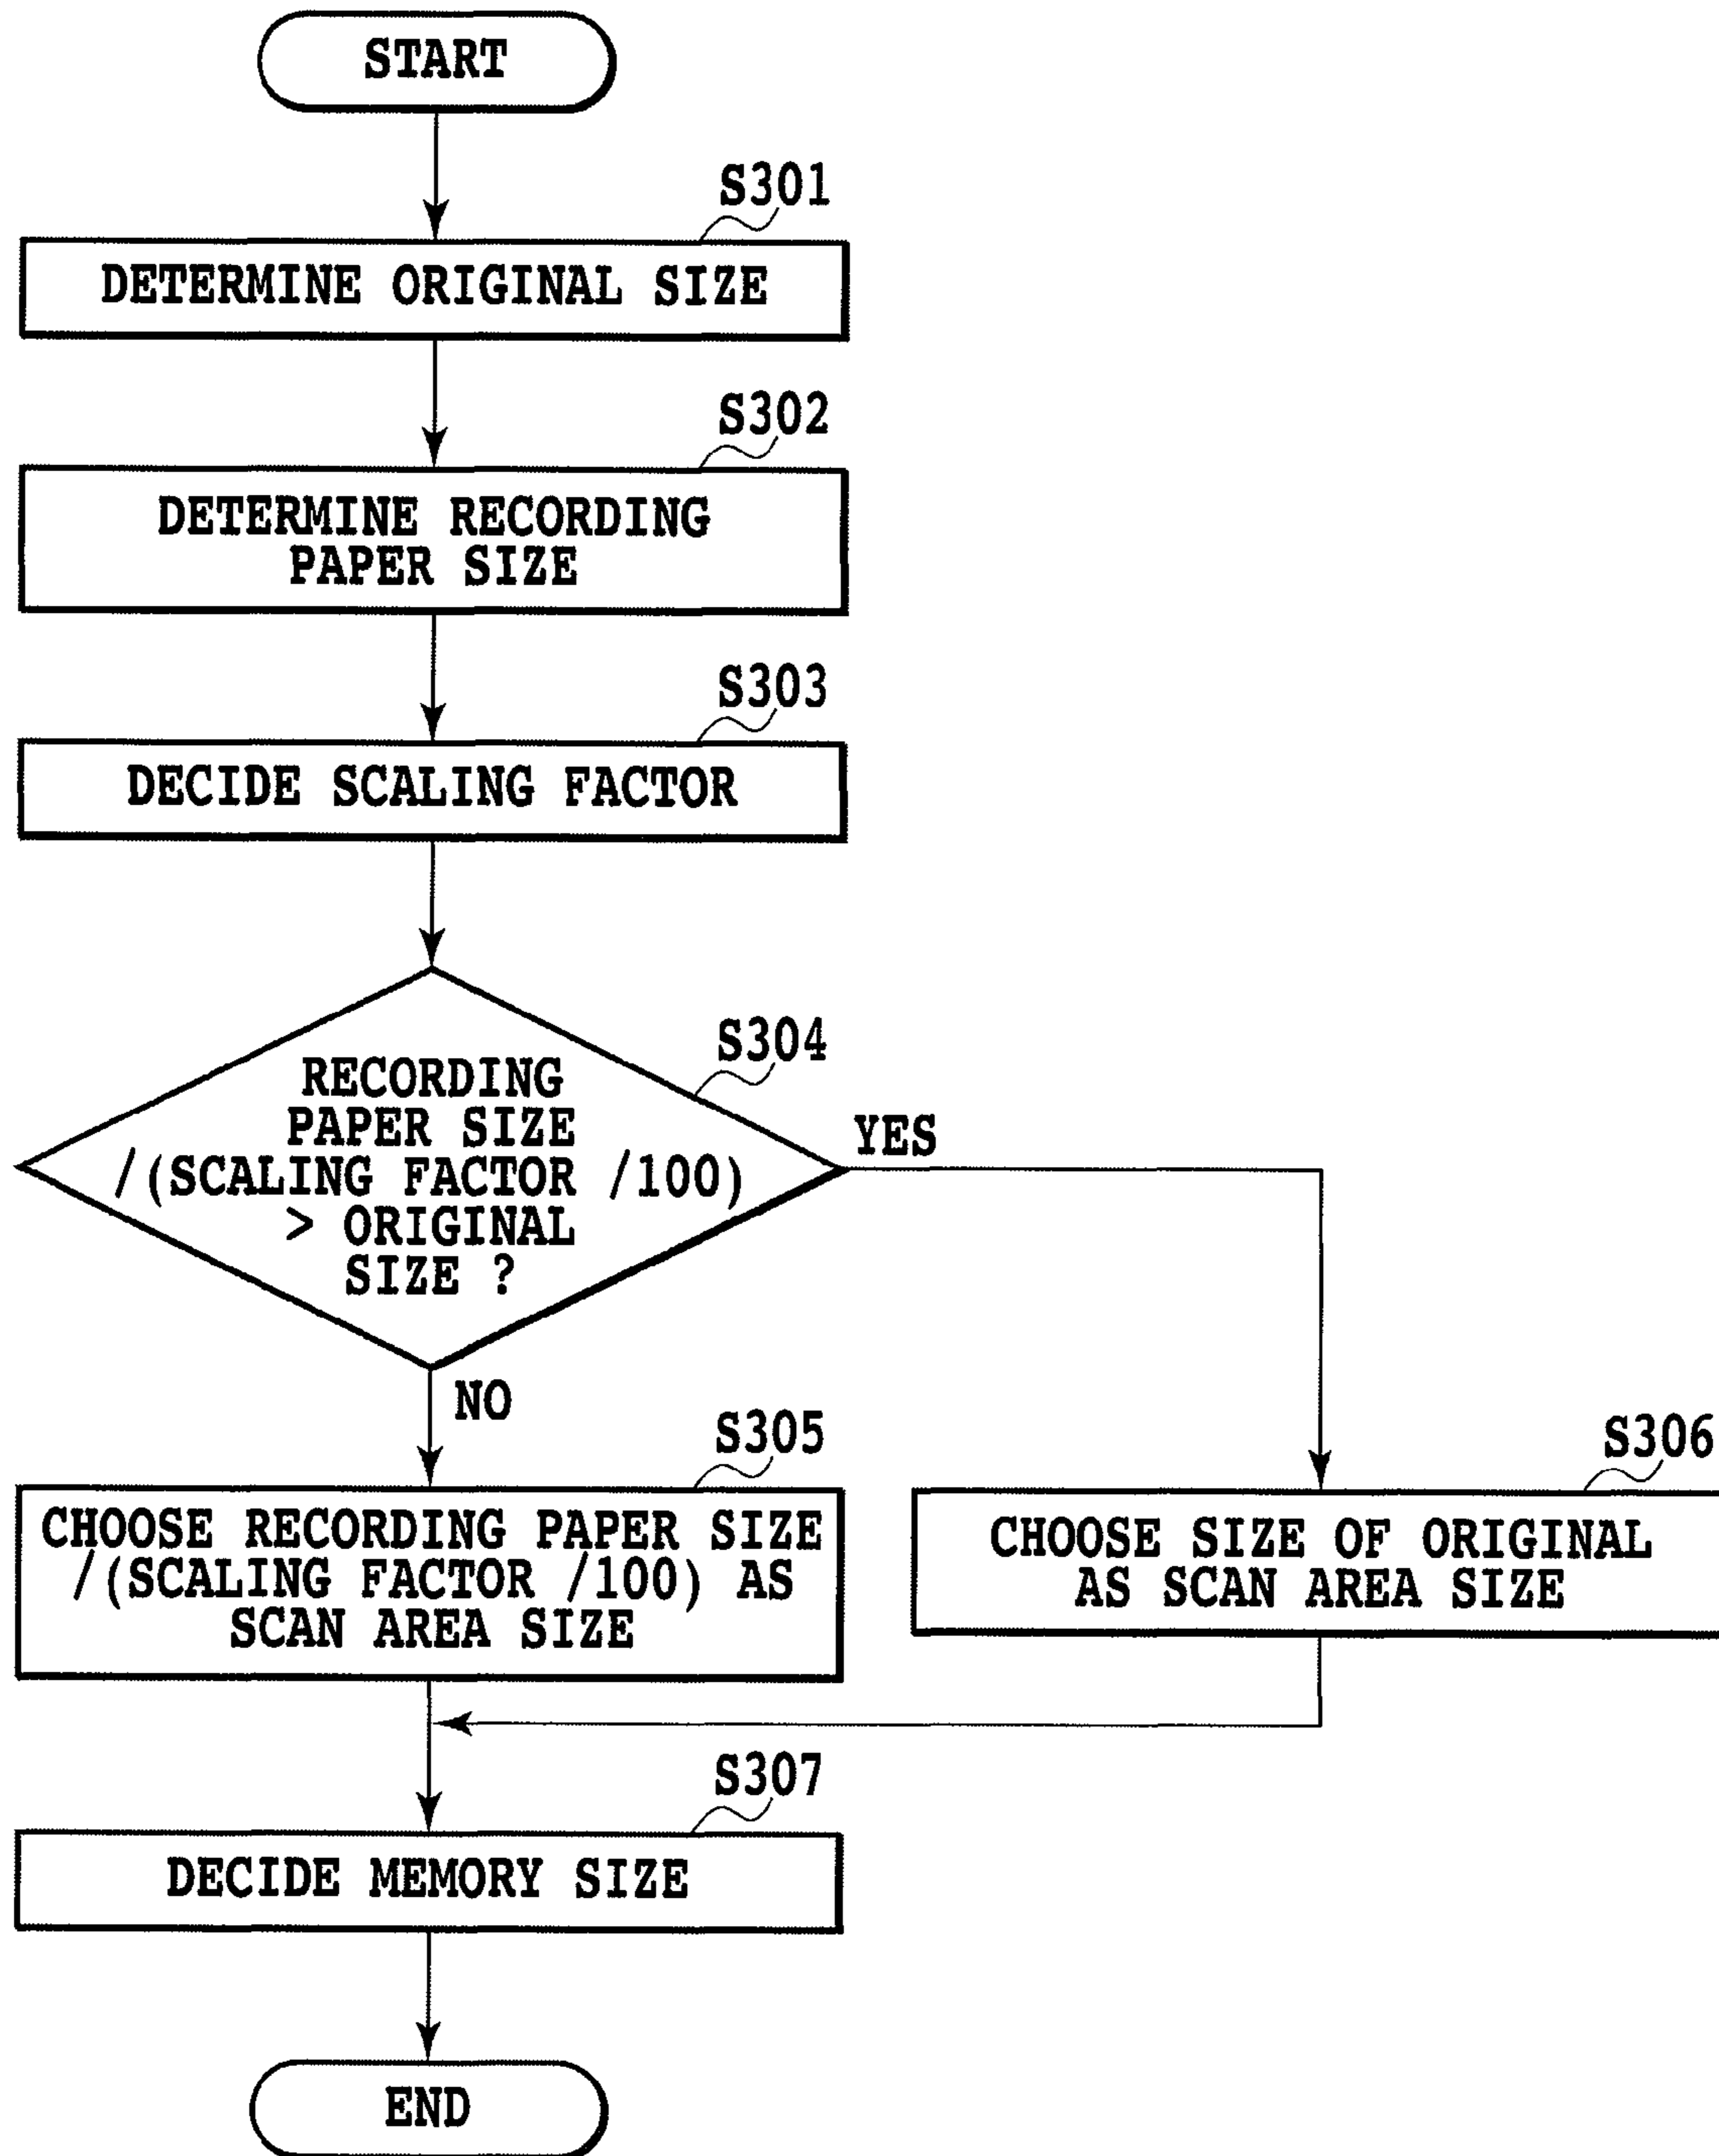 START
S301
DETERMINE ORIGINAL SIZE
S302
DETERMINE RECORDING
PAPER SIZE
S303
DECIDE SCALING FACTOR
S304
RECORDING
PAPER SIZE
/(SCALING FACTOR /100)
> ORIGINAL
SIZE ?
YES
NO
S305
CHOOSE RECORDING PAPER SIZE
/(SCALING FACTOR /100) AS
SCAN AREA SIZE
S306
CHOOSE SIZE OF ORIGINAL
AS SCAN AREA SIZE
S307
DECIDE MEMORY SIZE
END